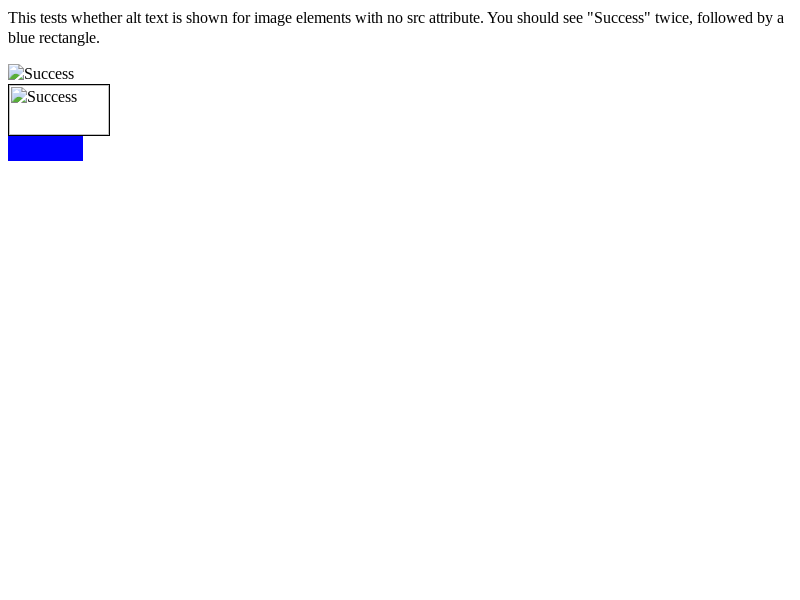 This tests whether alt text is shown for image elements with no src attribute. You should see "Success" twice, followed by a
blue rectangle.
Success
Success